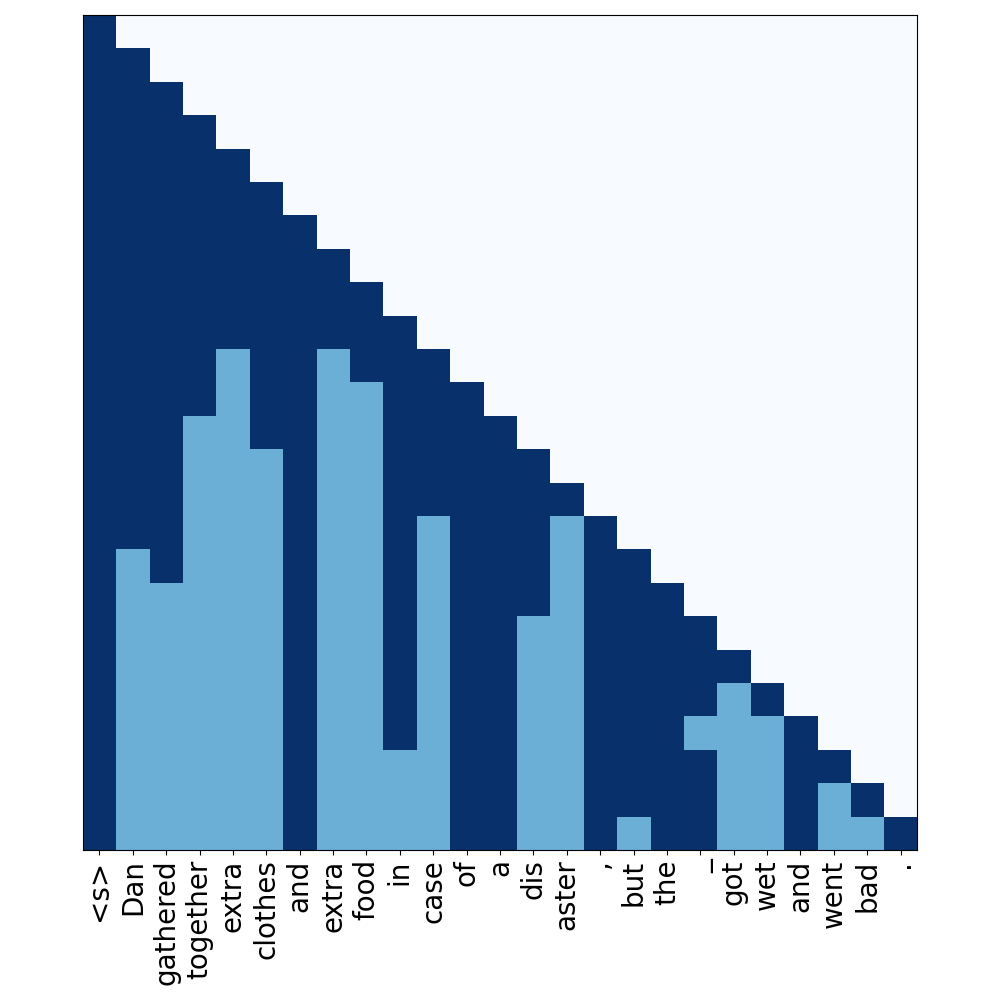 <s> Dan gathered together extra clothes and extra food in case of a dis aster , but the _ got wet and went bad .